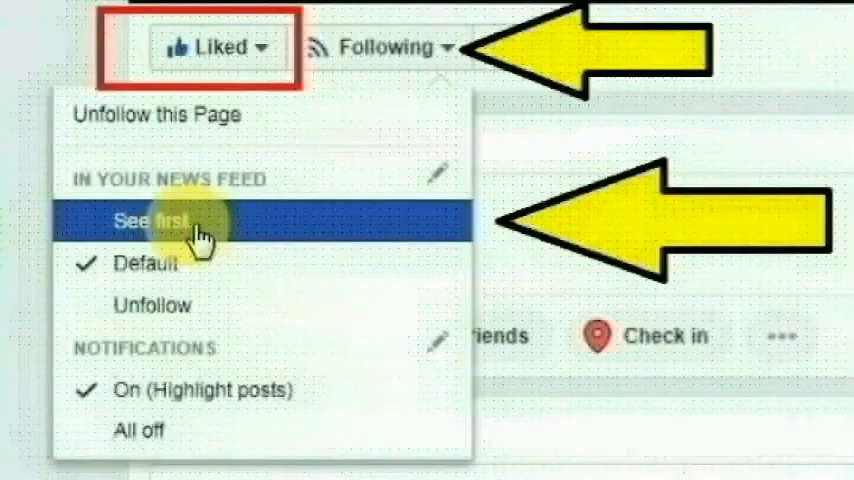 Liked Following
Unfollow this Page
IN YOUR NEWS FEED
See first
Default
Unfollow
NOTIFICATIONS
riends Check in
On (Highlight posts)
All off